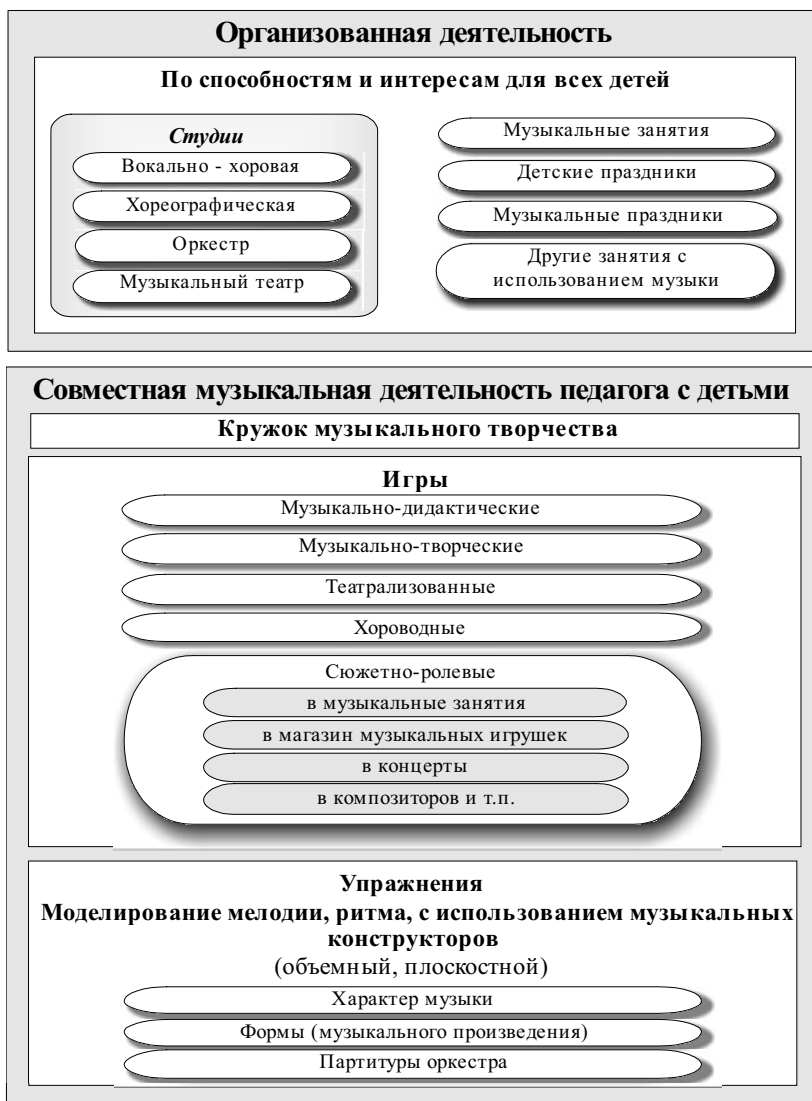 Организованная деятельность
По способностям и интересам для всех детей
Студии
Вокально - хоровая
Хореографическая
Оркестр
Музыкальный театр
Музыкальные занятия
Детские праздники
Музыкальные праздники
Другие занятия с
использованием музыки
Совместная музыкальная деятельность педагога с детьми
Кружок музыкального творчества
Игры
Музыкально-дидактические
Музыкально-творческие
Театрализованные
Хороводные
Сюжетно-ролевые
в музыкальные занятия
в магазин музыкальных игрушек
в концерты
в композиторов и т.п.
Упражнения
Моделирование мелодии, ритма, с использованием музыкальных
конструкторов
(объемный, плоскостной)
Характер музыки
Формы (музыкального произведения)
Партитуры оркестра